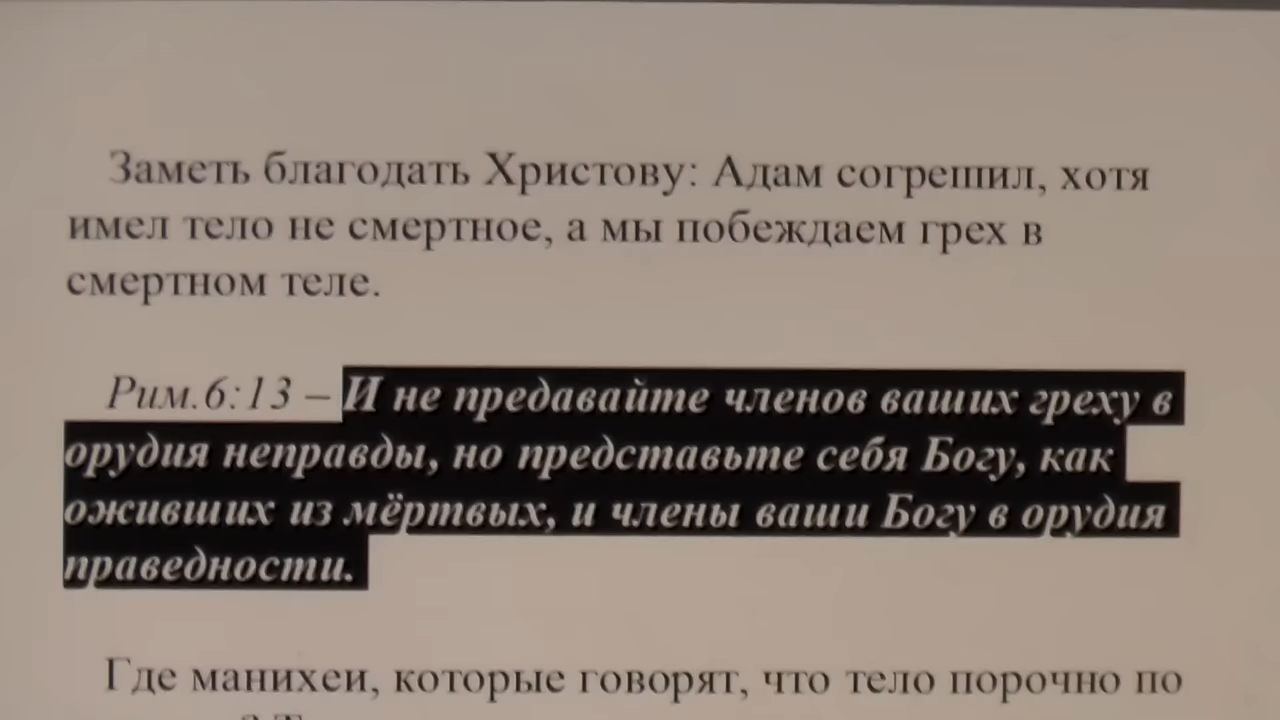 Заметь благодать Христову: Адам согрешил, хотя
имел тело не смертное, а мы побеждаем грех в
смертном теле.
Рим.6:13 – И не предавайте членов ваших греху в
орудия неправды, но представьте себя Богу, как
оживших из мёртвых, и члены ваши Богу в орудия
праведности.
Где манихеи, которые говорят, что тело порочно по